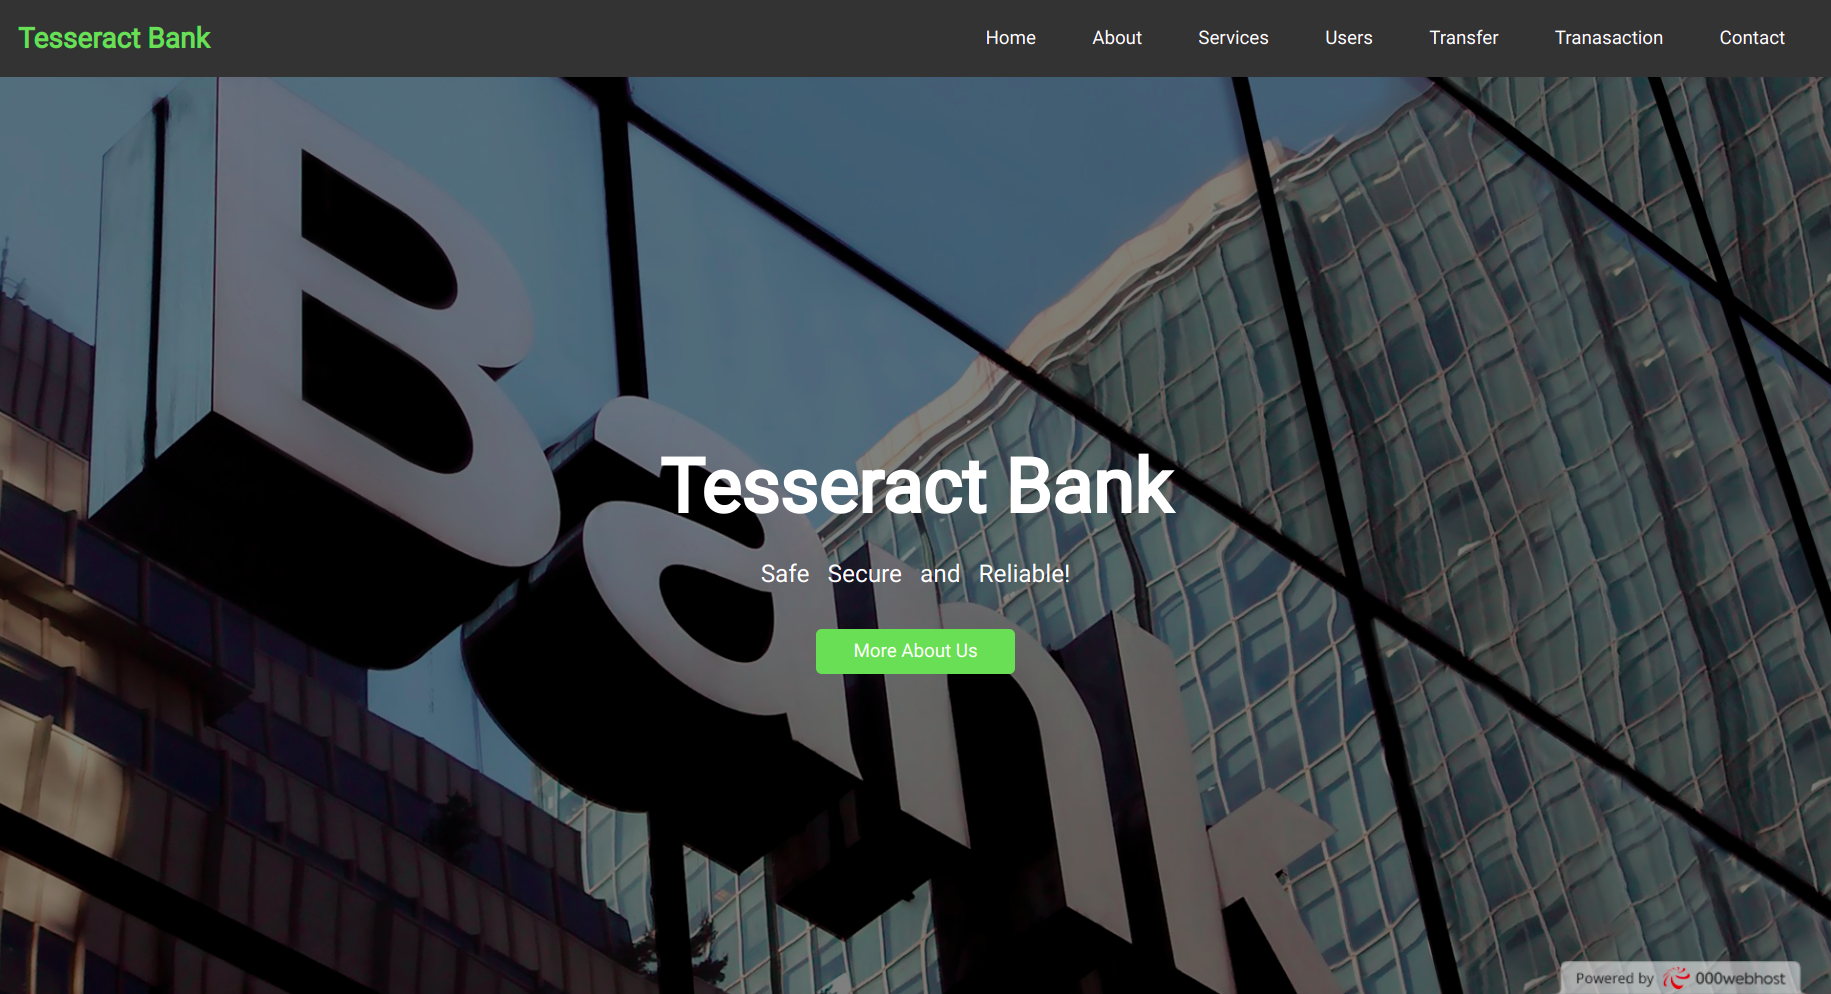 Tesseract Bank
Home About Services Users Transfer Tranasaction Contact
Bank
Tesseract Bank
Safe Secure and Reliable!
More About Us
Powered by 000webhost